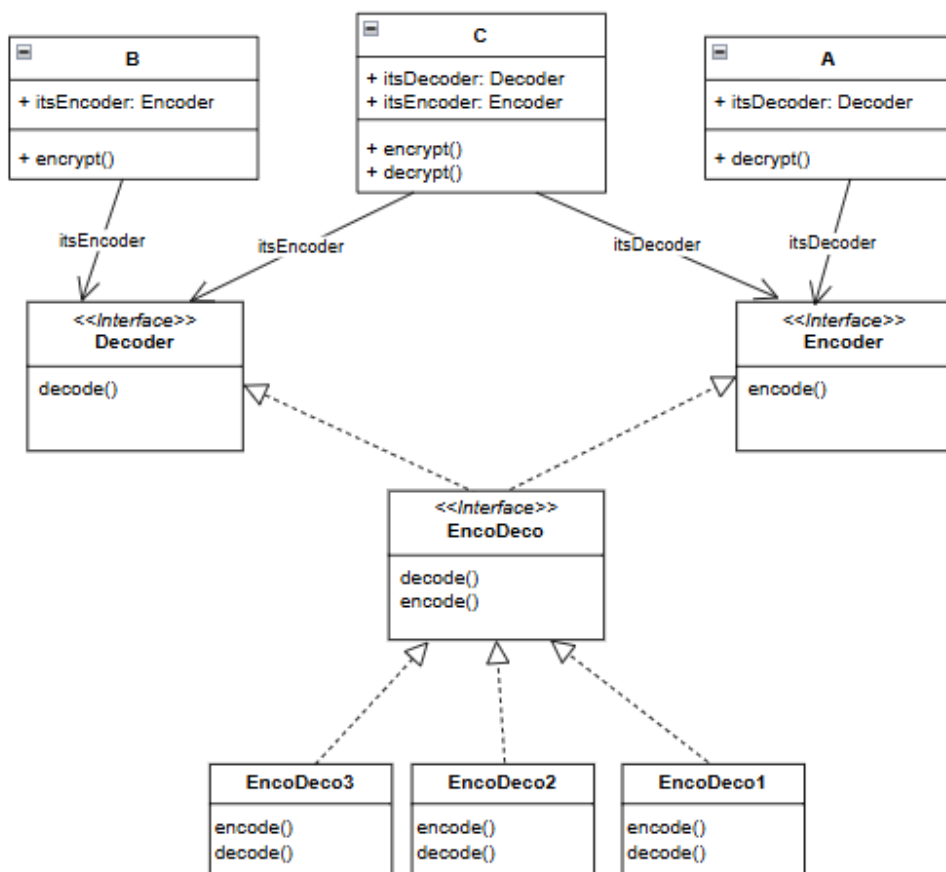 B
+ itsEncoder: Encoder
+ encrypt()
C
+ itsDecoder: Decoder
+ itsEncoder: Encoder
+ encrypt()
+ decrypt()
A
+ itsDecoder: Decoder
+ decrypt()
itsEncoder
itsEncoder
itsDecoder
itsDecoder
<<Interface>>
Decoder
decode()
<<Interface>>
Encoder
encode()
<<Interface>>
EncoDeco
decode()
encode()
EncoDeco3
encode()
decode()
EncoDeco2
encode()
decode()
EncoDeco1
encode()
decode()